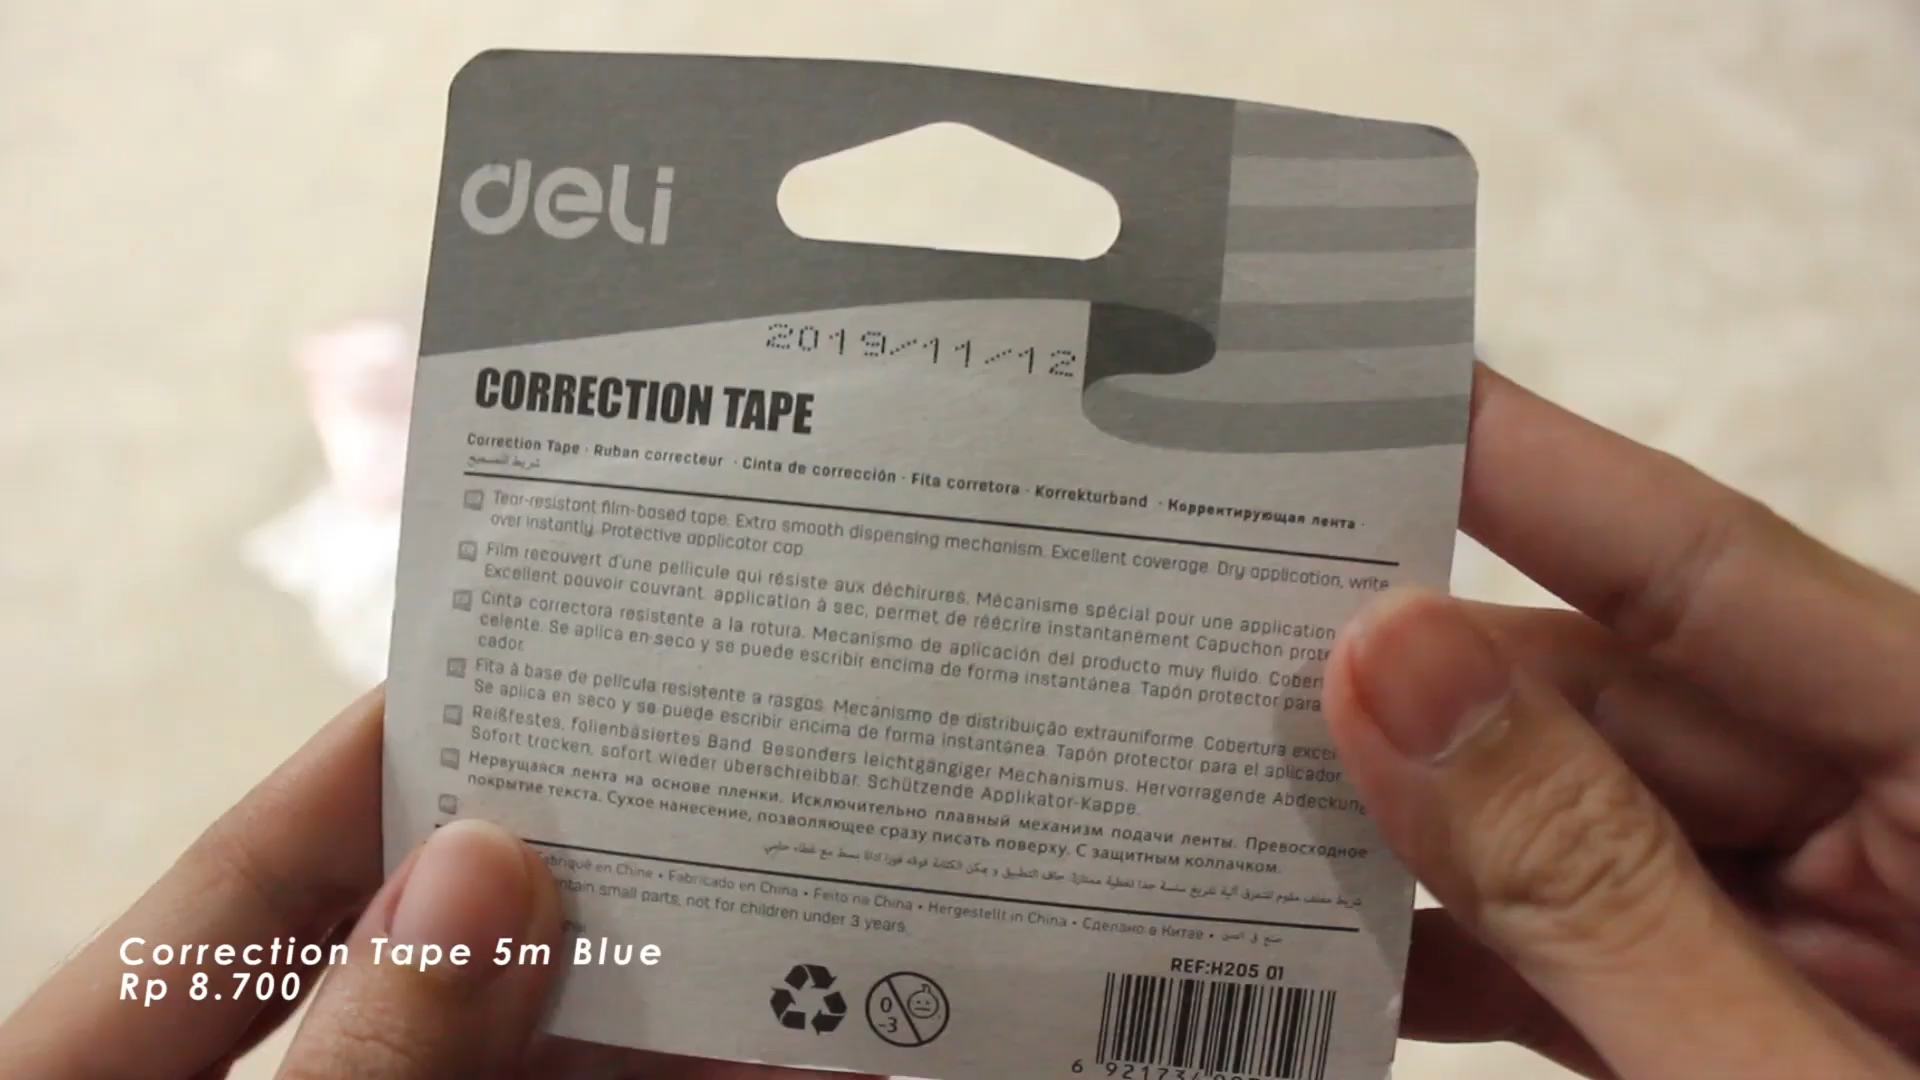 deli
2019/11/12
CORRECTION TAPE
Correction Tape · Ruban correcteur · Cinta de corrección · Fita corretora · Korrekturband · Корректирующая лента ·
شريط التصحيح
Tear-resistant film-based tape. Extra smooth dispensing mechanism. Excellent coverage. Dry application, write
over instantly. Protective applicator cap
Film recouvert d'une pellicule qui résiste aux déchirures. Mécanisme spécial pour une application
Excellent pouvoir couvrant, application à sec, permet de réécrire instantanément Capuchon
Cinta correctora resistente a la rotura. Mecanismo de aplicación del producto muy fluido.
celente. Se aplica en seco y se puede escribir encima de forma instantánea. Tapón protector para
cador.
Fita à base de película resistente a rasgos. Mecanismo de distribuição extrauniforme. Cobertura
Se aplica en seco y se puede escribir encima de forma instantánea. Tapón protector para el aplicador.
Reißfestes, folienbasiertes Band. Besonders leichtgängiger Mechanismus. Hervorragende Abdeckung
Sofort trocken, sofort wieder überschreibbar. Schützende Applikator-Kappe.
Нервущаяся лента на основе пленки. Исключительно плавный механизм подачи ленты. Превосходное
покрытие текста. Сухое нанесение, позволяющее сразу писать поверху. С защитным колпачком.
en Chine • Fabricado en China • Feito na China • Hergestellt in China • Сделано в Китае •
small parts, not for children under 3 years.
REF:H205 01
0
-3
6 921734
Correction Tape 5m Blue
Rp 8.700